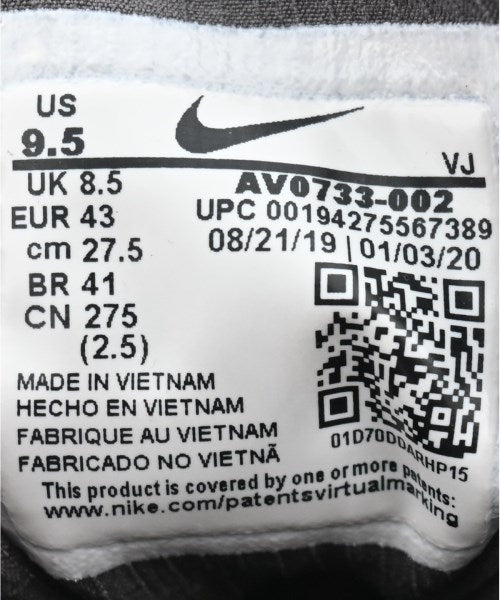 US
9.5
VJ
UK 8.5
AV0733-002
EUR 43
UPC 00194275567389
cm 27.5
08/21/19 | 01/03/20
BR 41
CN 275
(2.5)
MADE IN VIETNAM
HECHO EN VIETNAM
FABRIQUE AU VIETNAM
FABRICADO NO VIETNÃ
01D70DDARHP15
This product is covered by one or more patents:
www.nike.com/patentsvirtualmarking